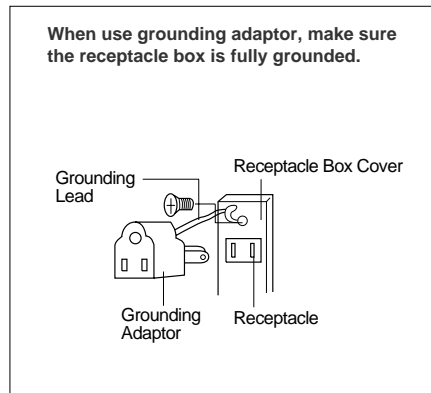 When use grounding adaptor, make sure
the receptacle box is fully grounded.
Receptacle Box Cover
Grounding
Lead
Grounding
Adaptor
Receptacle